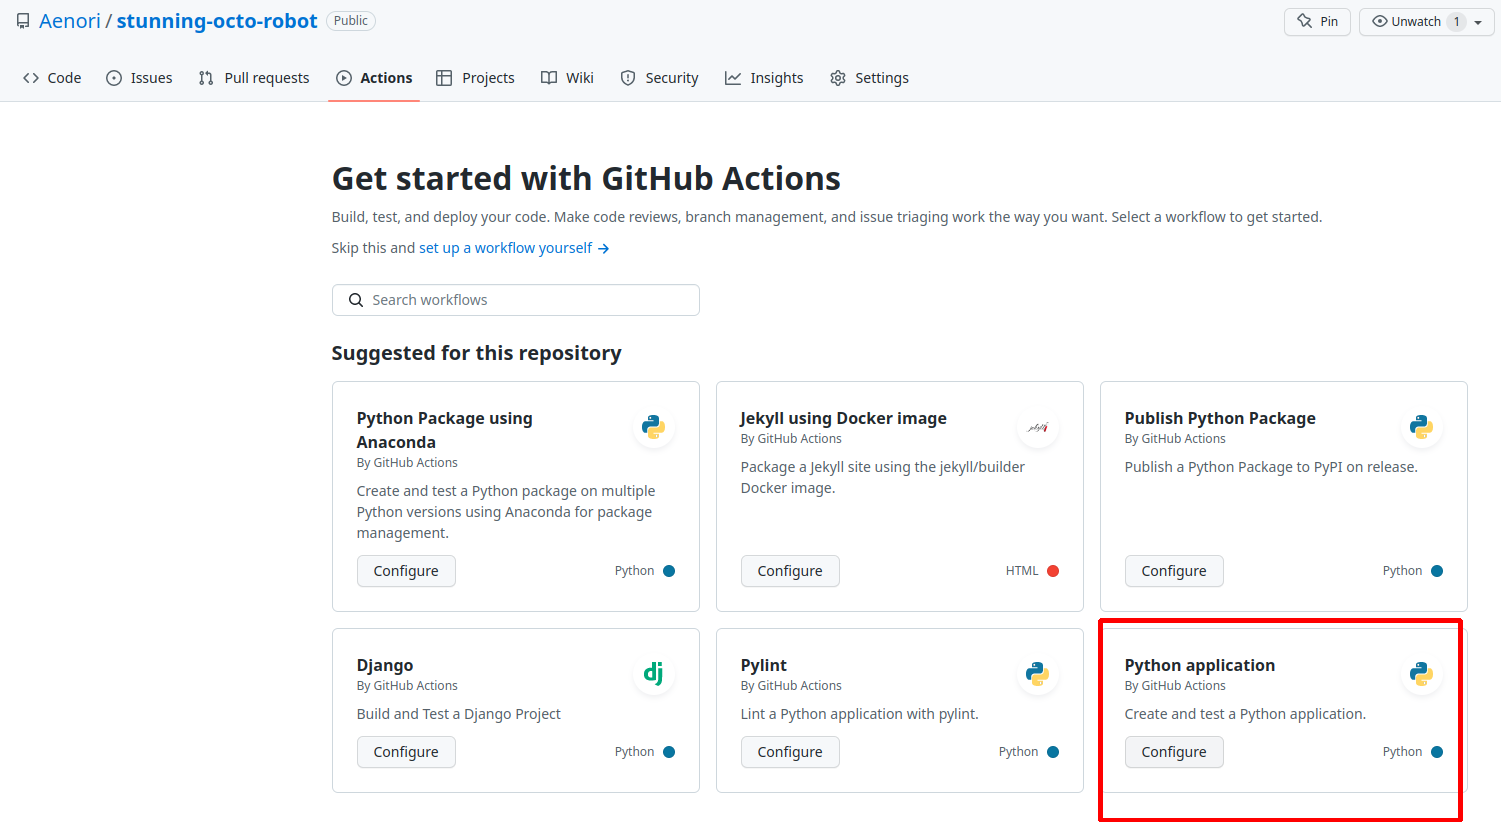 Aenori / stunning-octo-robot Public
Pin Unwatch 1
Code Issues Pull requests Actions Projects Wiki Security Insights Settings
Get started with GitHub Actions
Build, test, and deploy your code. Make code reviews, branch management, and issue triaging work the way you want. Select a workflow to get started.
Skip this and set up a workflow yourself →
Search workflows
Suggested for this repository
Python Package using
Anaconda
By GitHub Actions
Create and test a Python package on multiple
Python versions using Anaconda for package
management.
Configure Python
Jekyll using Docker image
By GitHub Actions
jekyll
Package a Jekyll site using the jekyll/builder
Docker image.
Configure HTML
Publish Python Package
By GitHub Actions
Publish a Python Package to PyPI on release.
Configure Python
Django
By GitHub Actions
dj
Build and Test a Django Project
Configure Python
Pylint
By GitHub Actions
Lint a Python application with pylint.
Configure Python
Python application
By GitHub Actions
Create and test a Python application.
Configure Python